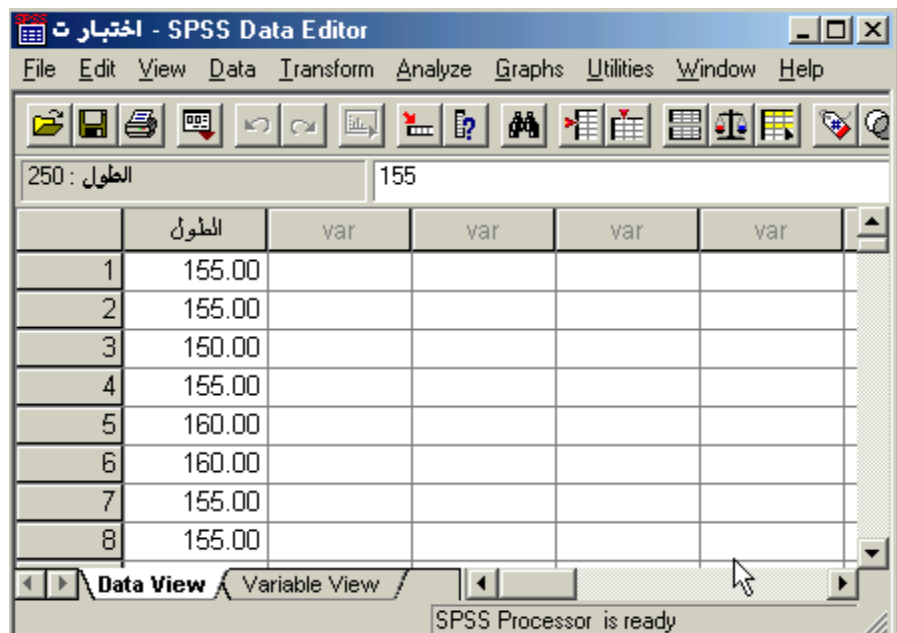 اختبار ت - SPSS Data Editor
File Edit View Data Transform Analyze Graphs Utilities Window Help
250 : الطول 155
الطول var var var var
1 155.00
2 155.00
3 150.00
4 155.00
5 160.00
6 160.00
7 155.00
8 155.00
Data View Variable View
SPSS Processor is ready